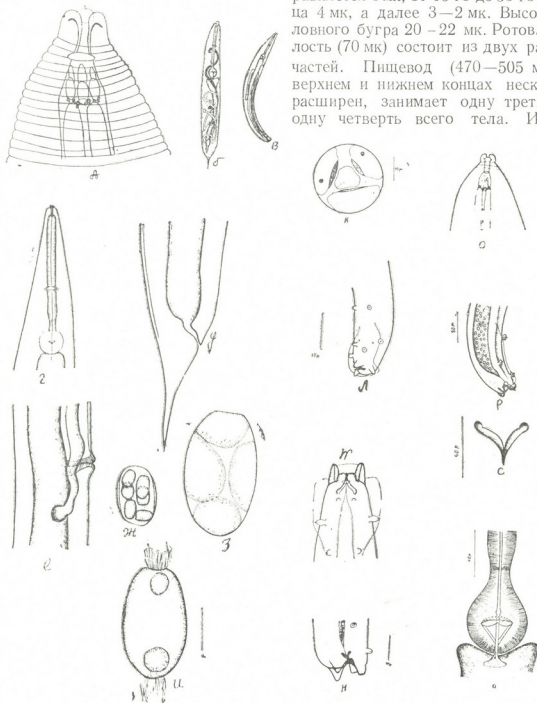 ца 4 мк, а далее 3—2 мк. Высо
ловного бугра 20–22 мк. Ротова
лость (70 мк) состоит из двух ра
частей. Пищевод (470—505 м
верхнем и нижнем концах неск
расширен, занимает одну трет
одну четверть всего тела. И
А
б
в
г
е
ж
З
и
к
Л
н
о
р
с